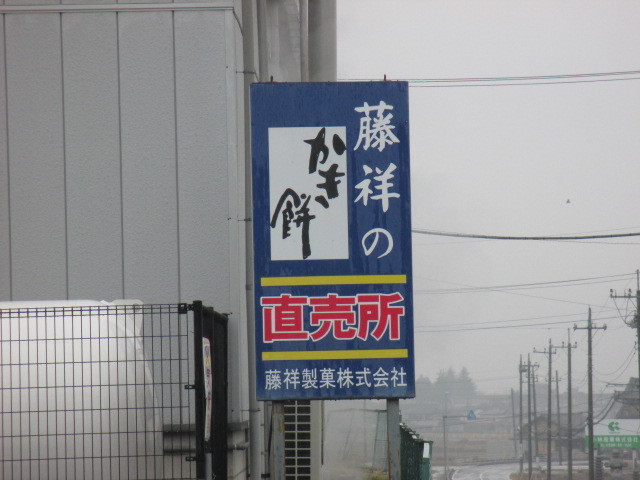 藤祥の
かき餅
直売所
藤祥製菓株式会社